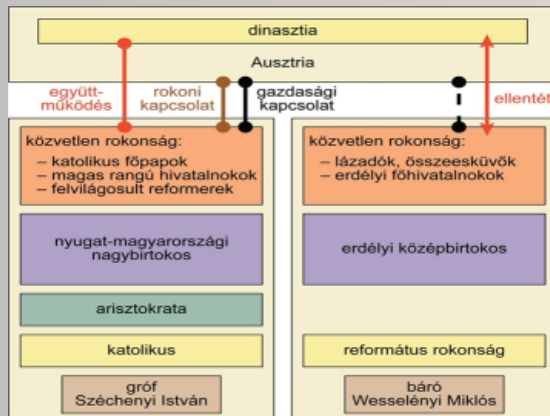 dinasztia
Ausztria
együtt-
működés
rokoni
kapcsolat
gazdasági
kapcsolat
ellentét
közvetlen rokonság:
– katolikus főpapok
– magas rangú hivatalnokok
– felvilágosult reformerek
nyugat-magyarországi
nagybirtokos
arisztokrata
katolikus
gróf
Széchenyi István
közvetlen rokonság:
– lázadók, összeesküvők
– erdélyi főhivatalnokok
erdélyi középbirtokos
református rokonság
báró
Wesselényi Miklós